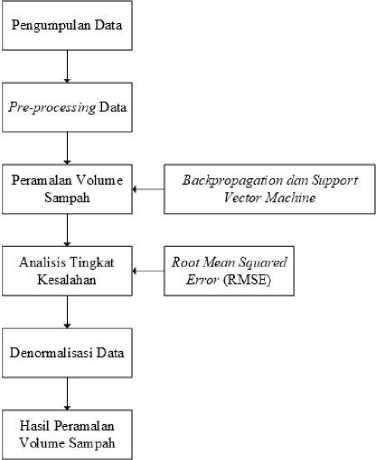 Pengumpulan Data
Pre-processing Data
Peramalan Volume
Sampah
Backpropagation dan Support
Vector Machine
Analisis Tingkat
Kesalahan
Root Mean Squared
Error (RMSE)
Denormalisasi Data
Hasil Peramalan
Volume Sampah